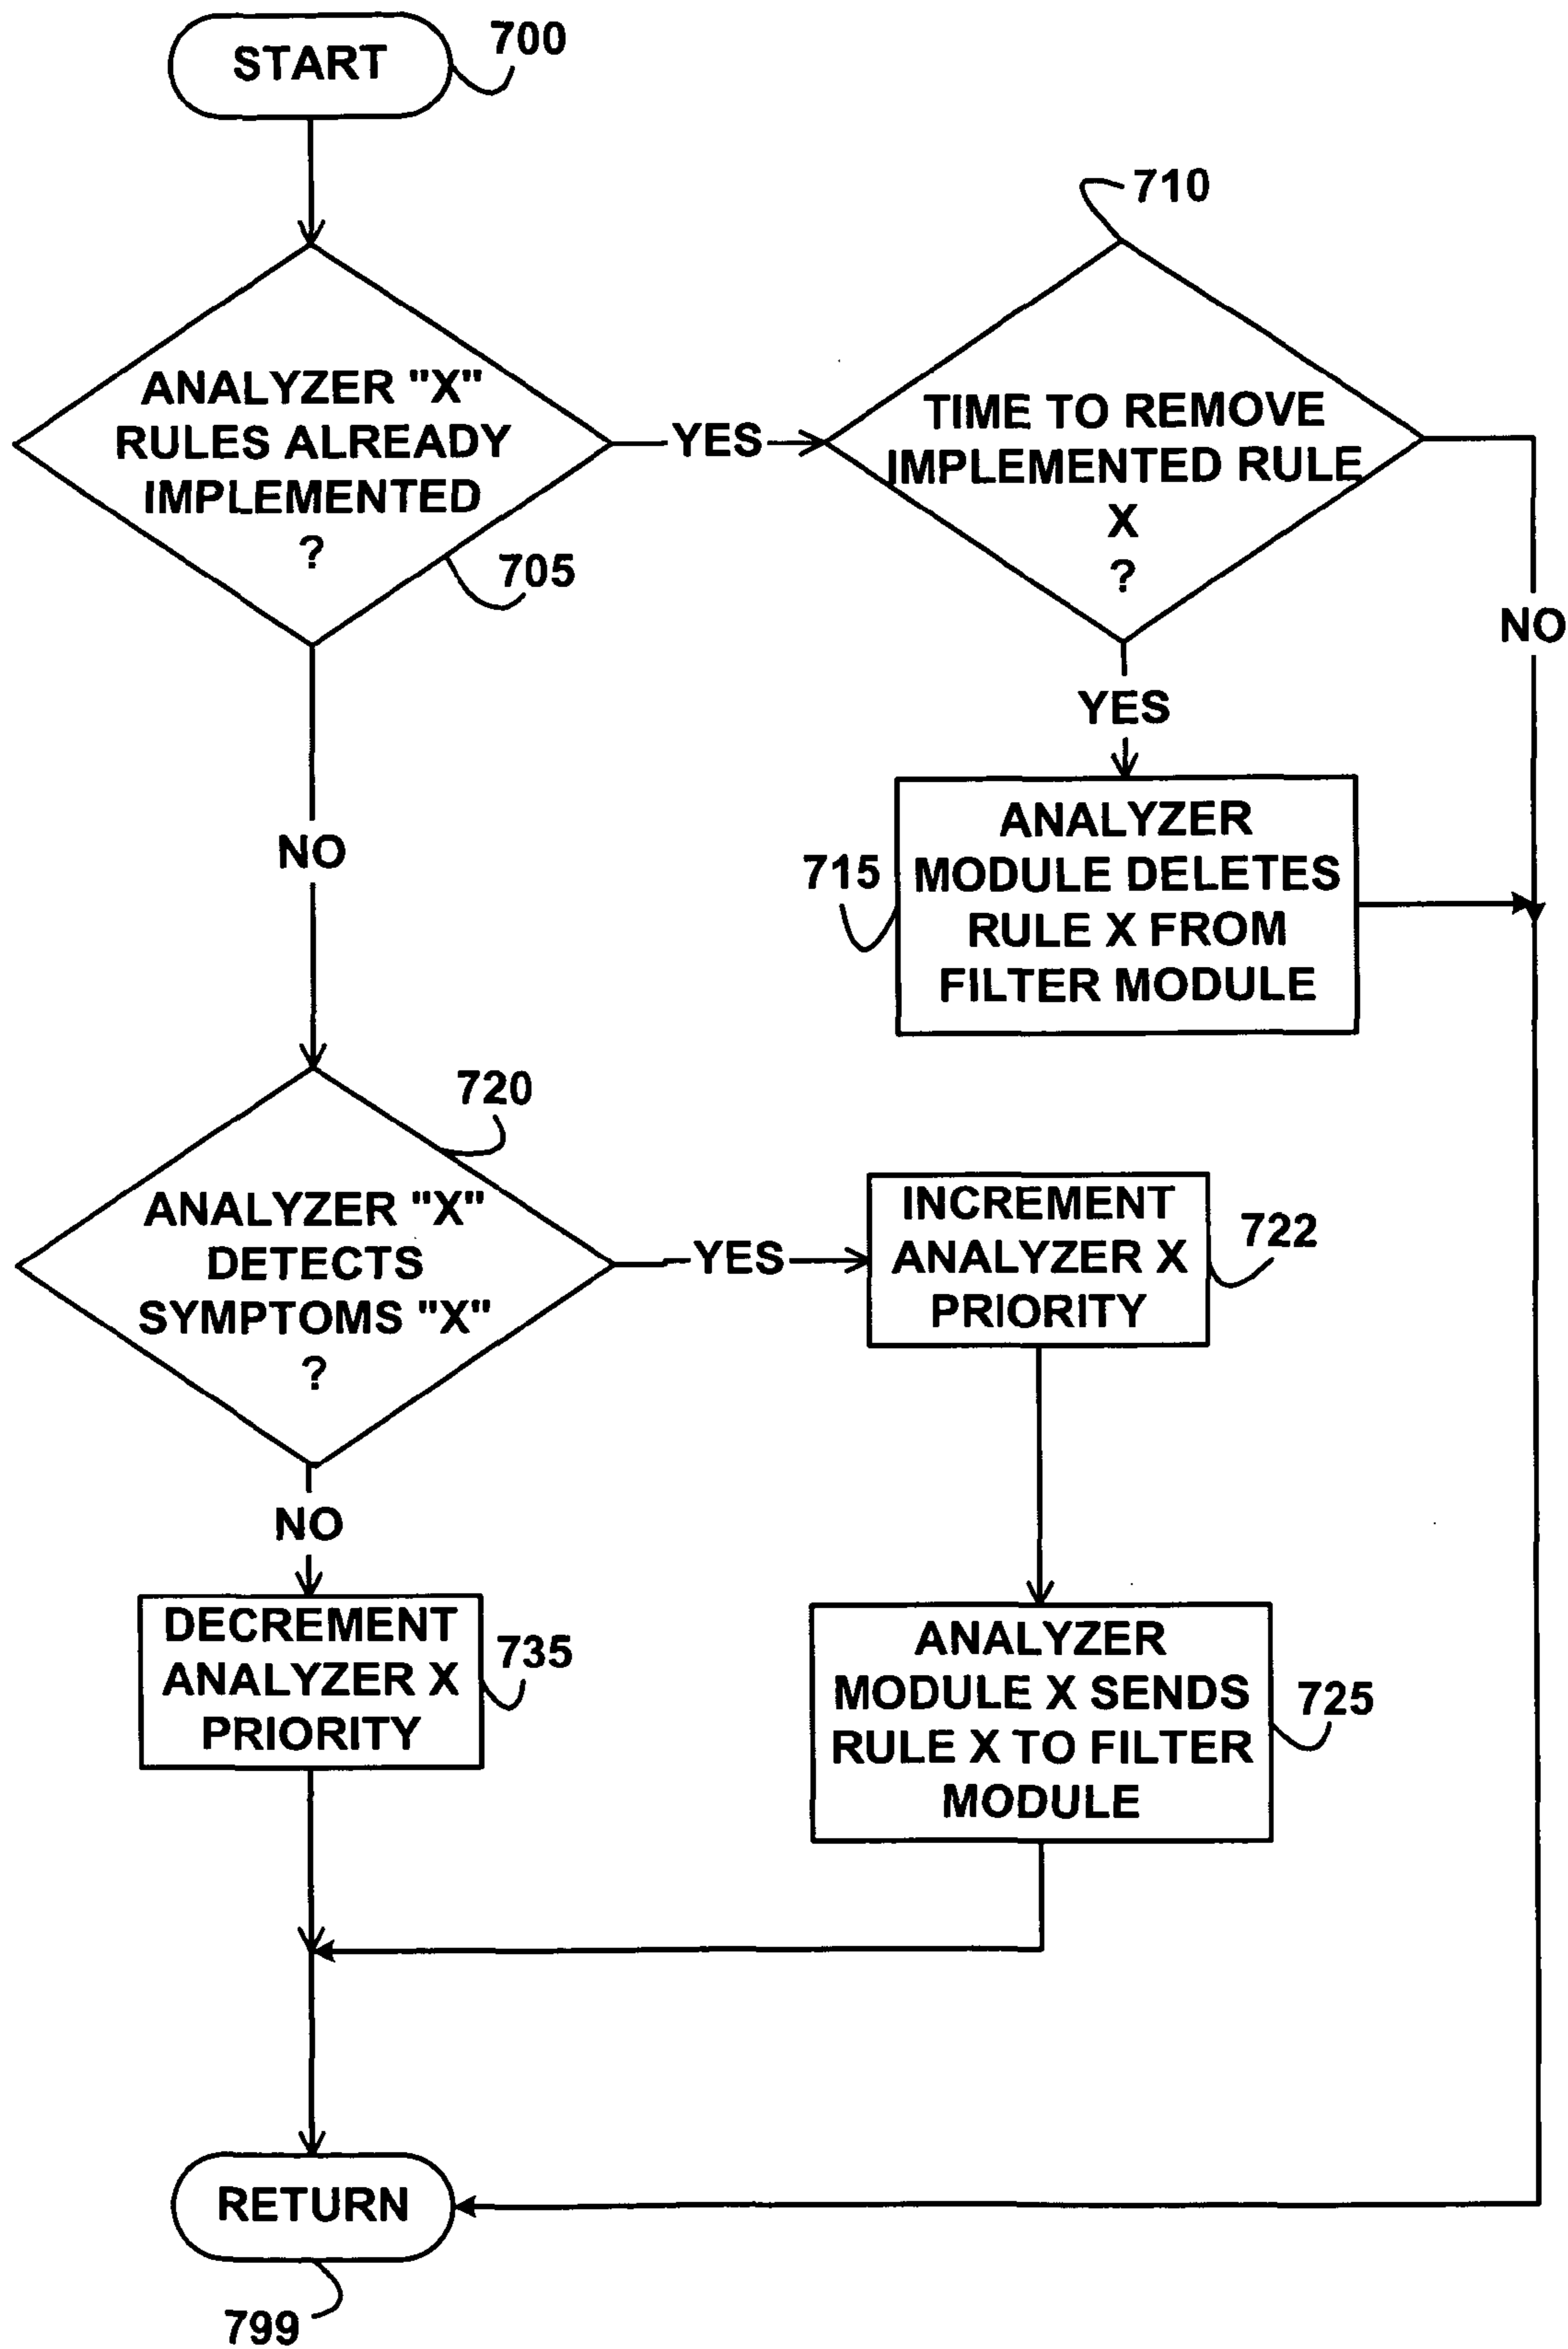 START
700
ANALYZER "X"
RULES ALREADY
IMPLEMENTED
?
705
YES
710
TIME TO REMOVE
IMPLEMENTED RULE
X
?
NO
YES
ANALYZER
MODULE DELETES
RULE X FROM
FILTER MODULE
715
NO
720
ANALYZER "X"
DETECTS
SYMPTOMS "X"
?
YES
INCREMENT
ANALYZER X
PRIORITY
722
NO
DECREMENT
ANALYZER X
PRIORITY
735
ANALYZER
MODULE X SENDS
RULE X TO FILTER
MODULE
725
RETURN
799